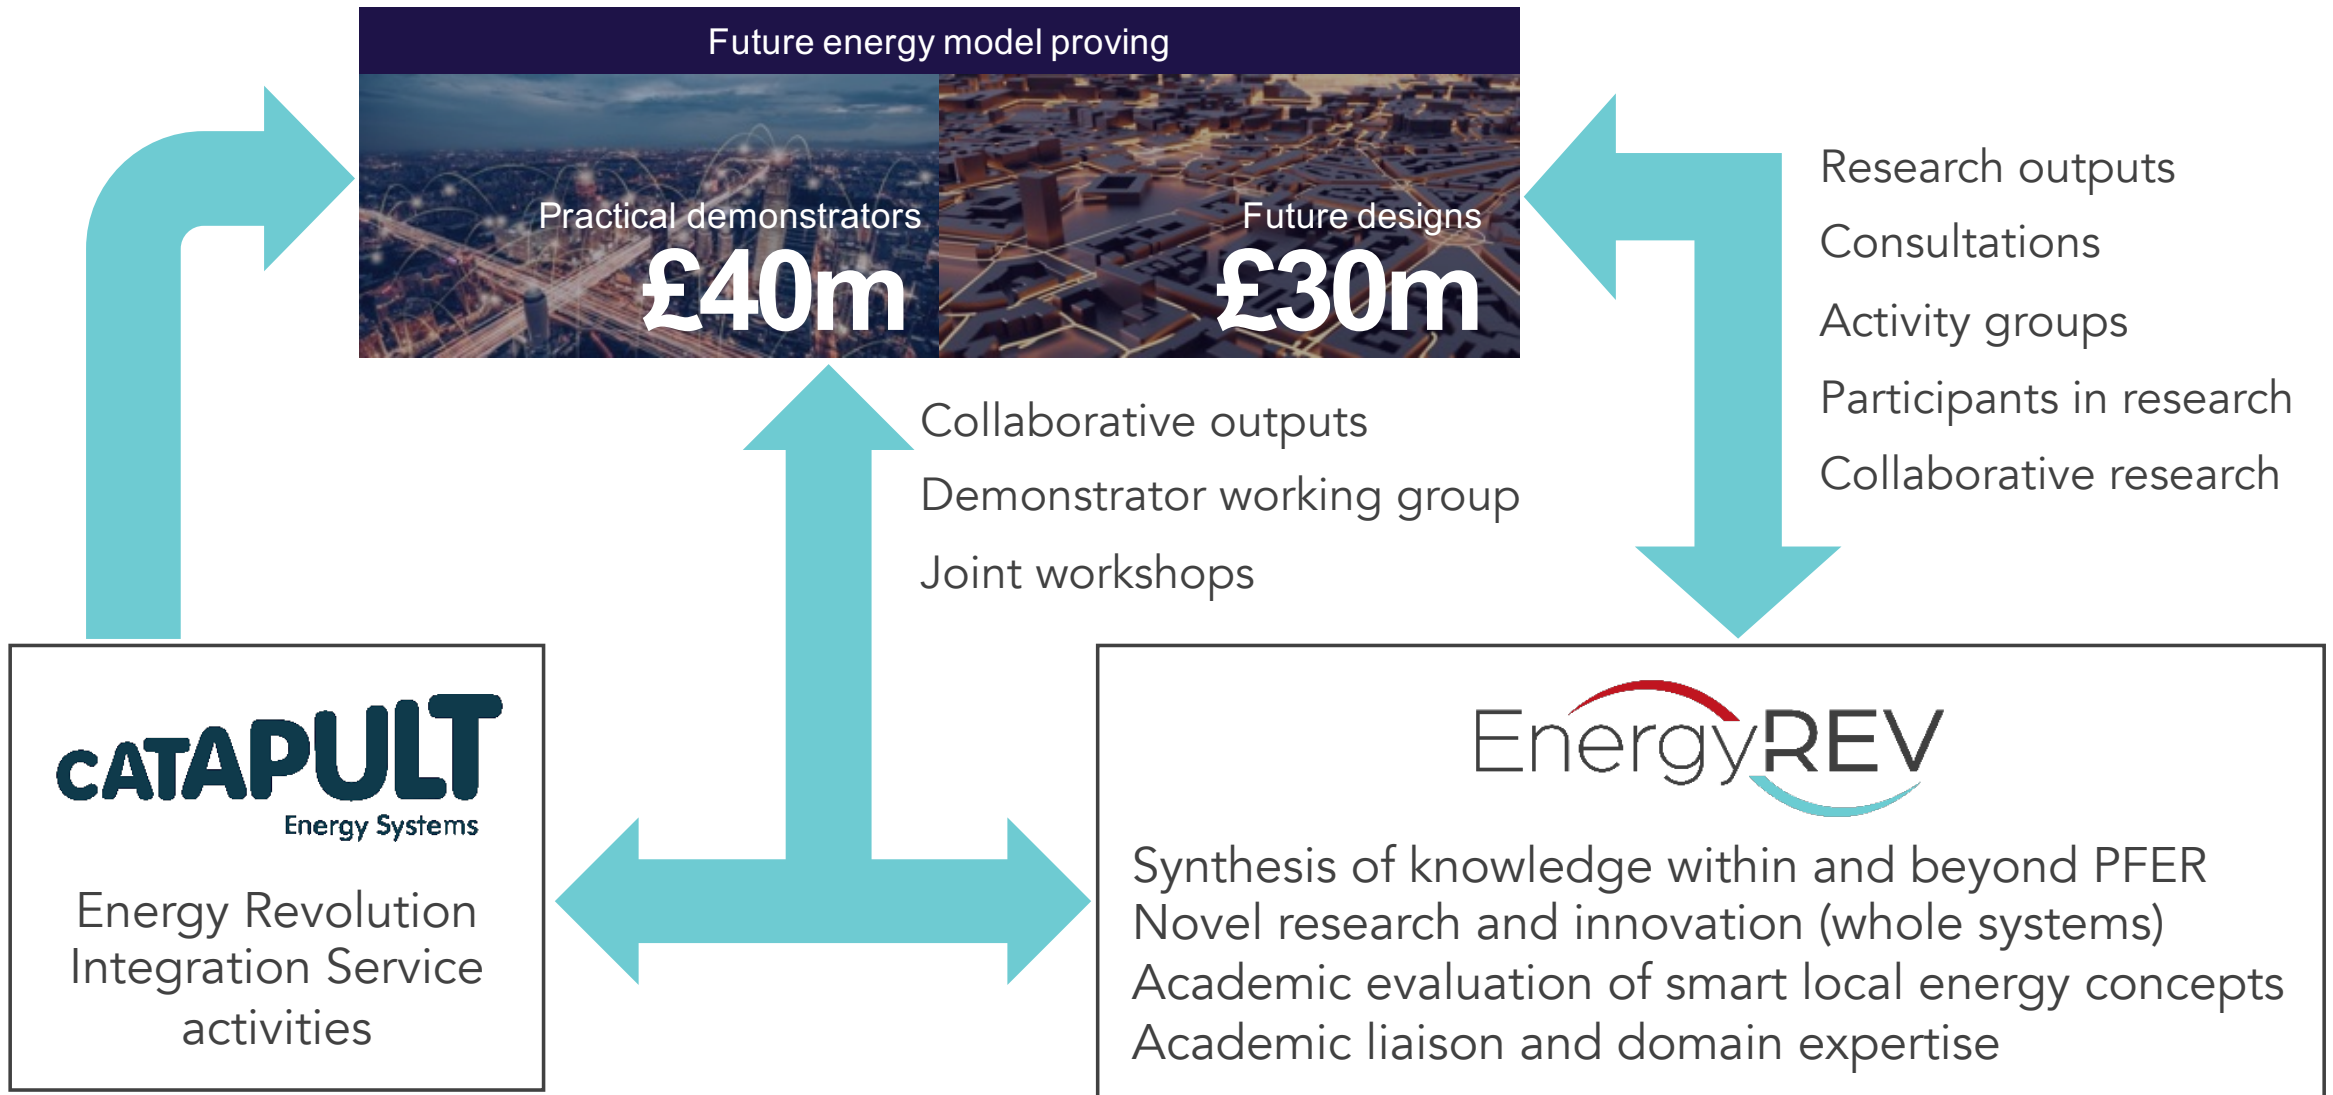 Future energy model proving
Practical demonstrators
£40m
Future designs
£30m
Research outputs
Consultations
Activity groups
Participants in research
Collaborative research
Collaborative outputs
Demonstrator working group
Joint workshops
CATAPULT
Energy Systems
Energy Revolution
Integration Service
activities
EnergyREV
Synthesis of knowledge within and beyond PFER
Novel research and innovation (whole systems)
Academic evaluation of smart local energy concepts
Academic liaison and domain expertise